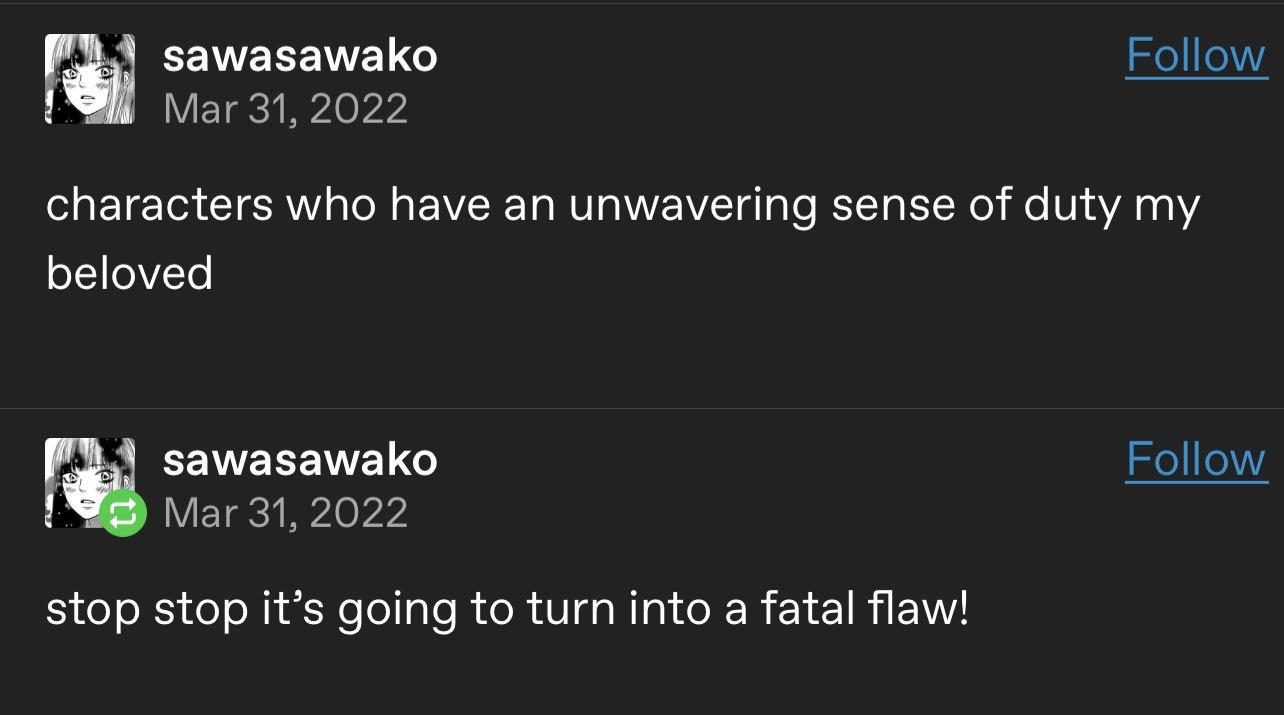 sawasawako
Follow
Mar 31, 2022
characters who have an unwavering sense of duty my
beloved
sawasawako
Follow
Mar 31, 2022
stop stop it’s going to turn into a fatal flaw!